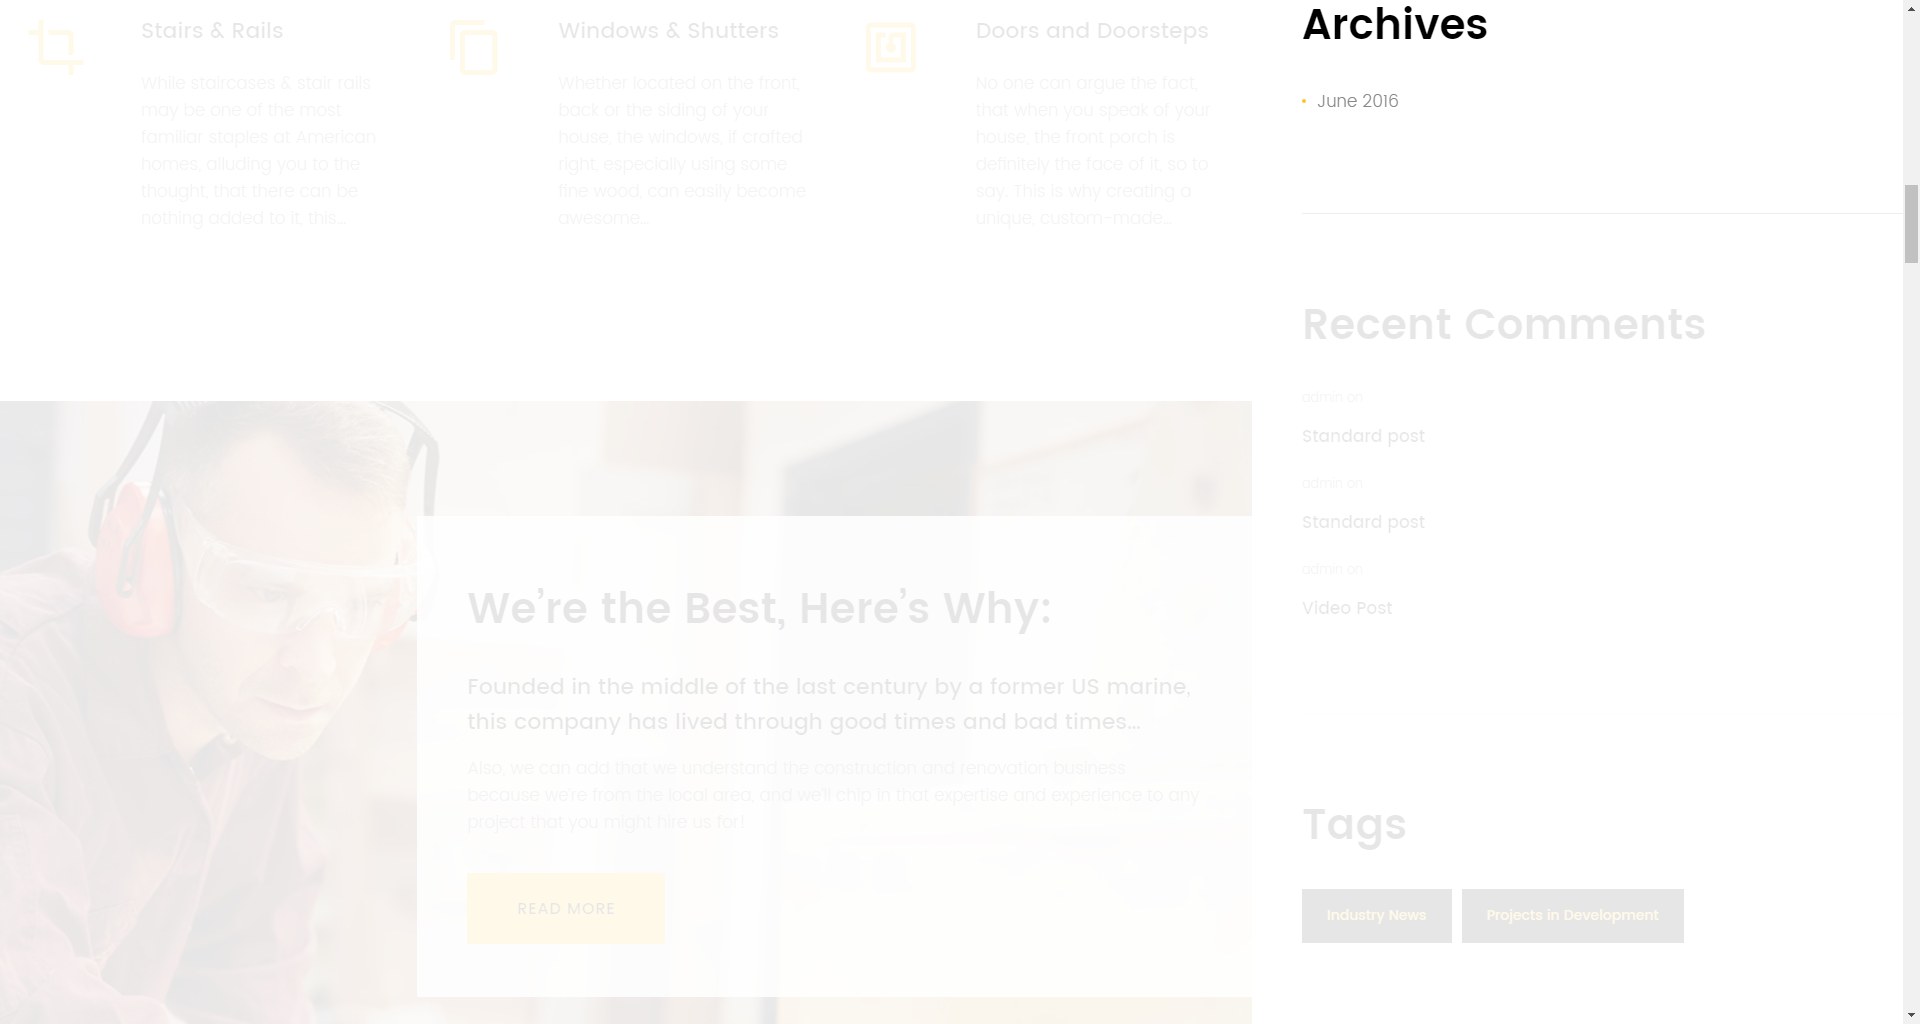 Stairs & Rails
While staircases & stair rails
may be one of the most
familiar staples at American
homes, alluding you to the
thought, that there can be
nothing added to it, this...
Windows & Shutters
Whether located on the front,
back or the siding of your
house, the windows, if crafted
right, especially using some
fine wood, can easily become
awesome...
Doors and Doorsteps
No one can argue the fact,
that when you speak of your
house, the front porch is
definitely the face of it, so to
say. This is why creating a
unique, custom-made...
We’re the Best, Here’s Why:
Founded in the middle of the last century by a former US marine,
this company has lived through good times and bad times...
Also, we can add that we understand the construction and renovation business
because we're from the local area, and we'll chip in that expertise and experience to any
project that you might hire us for!
READ MORE
Archives
June 2016
Recent Comments
admin on
Standard post
admin on
Standard post
admin on
Video Post
Tags
Industry News
Projects in Development